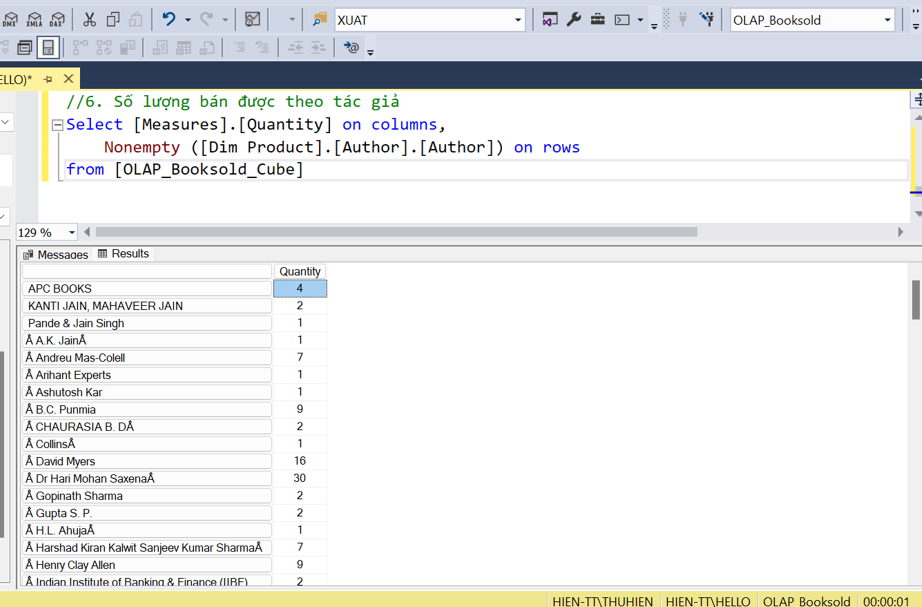 DMX XMLA DAX XUAT OLAP_Booksold
ELLO)*
//6. Số lượng bán được theo tác giả
Select [Measures].[Quantity] on columns,
Nonempty ([Dim Product].[Author].[Author]) on rows
from [OLAP_Booksold_Cube]
129 %
Messages Results
Quantity
APC BOOKS 4
KANTI JAIN, MAHAVEER JAIN 2
Pande & Jain Singh 1
Â A.K. JainÂ 1
Â Andreu Mas-Colell 7
Â Arihant Experts 1
Â Ashutosh Kar 1
Â B.C. Punmia 9
Â CHAURASIA B. DÂ 2
Â CollinsÂ 1
Â David Myers 16
Â Dr Hari Mohan SaxenaÂ 30
Â Gopinath Sharma 2
Â Gupta S. P. 2
Â H.L. AhujaÂ 1
Â Harshad Kiran Kalwit Sanjeev Kumar SharmaÂ 7
Â Henry Clay Allen 9
Â Indian Institute of Banking & Finance (IIBF) 2
HIEN-TT\THUHIEN HIEN-TT\HELLO OLAP_Booksold 00:00:01